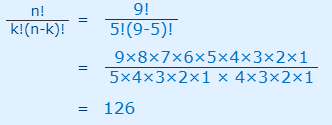 n!/k!(n-k)! = 9!/5!(9-5)!
= 9×8×7×6×5×4×3×2×1/5×4×3×2×1 × 4×3×2×1
= 126